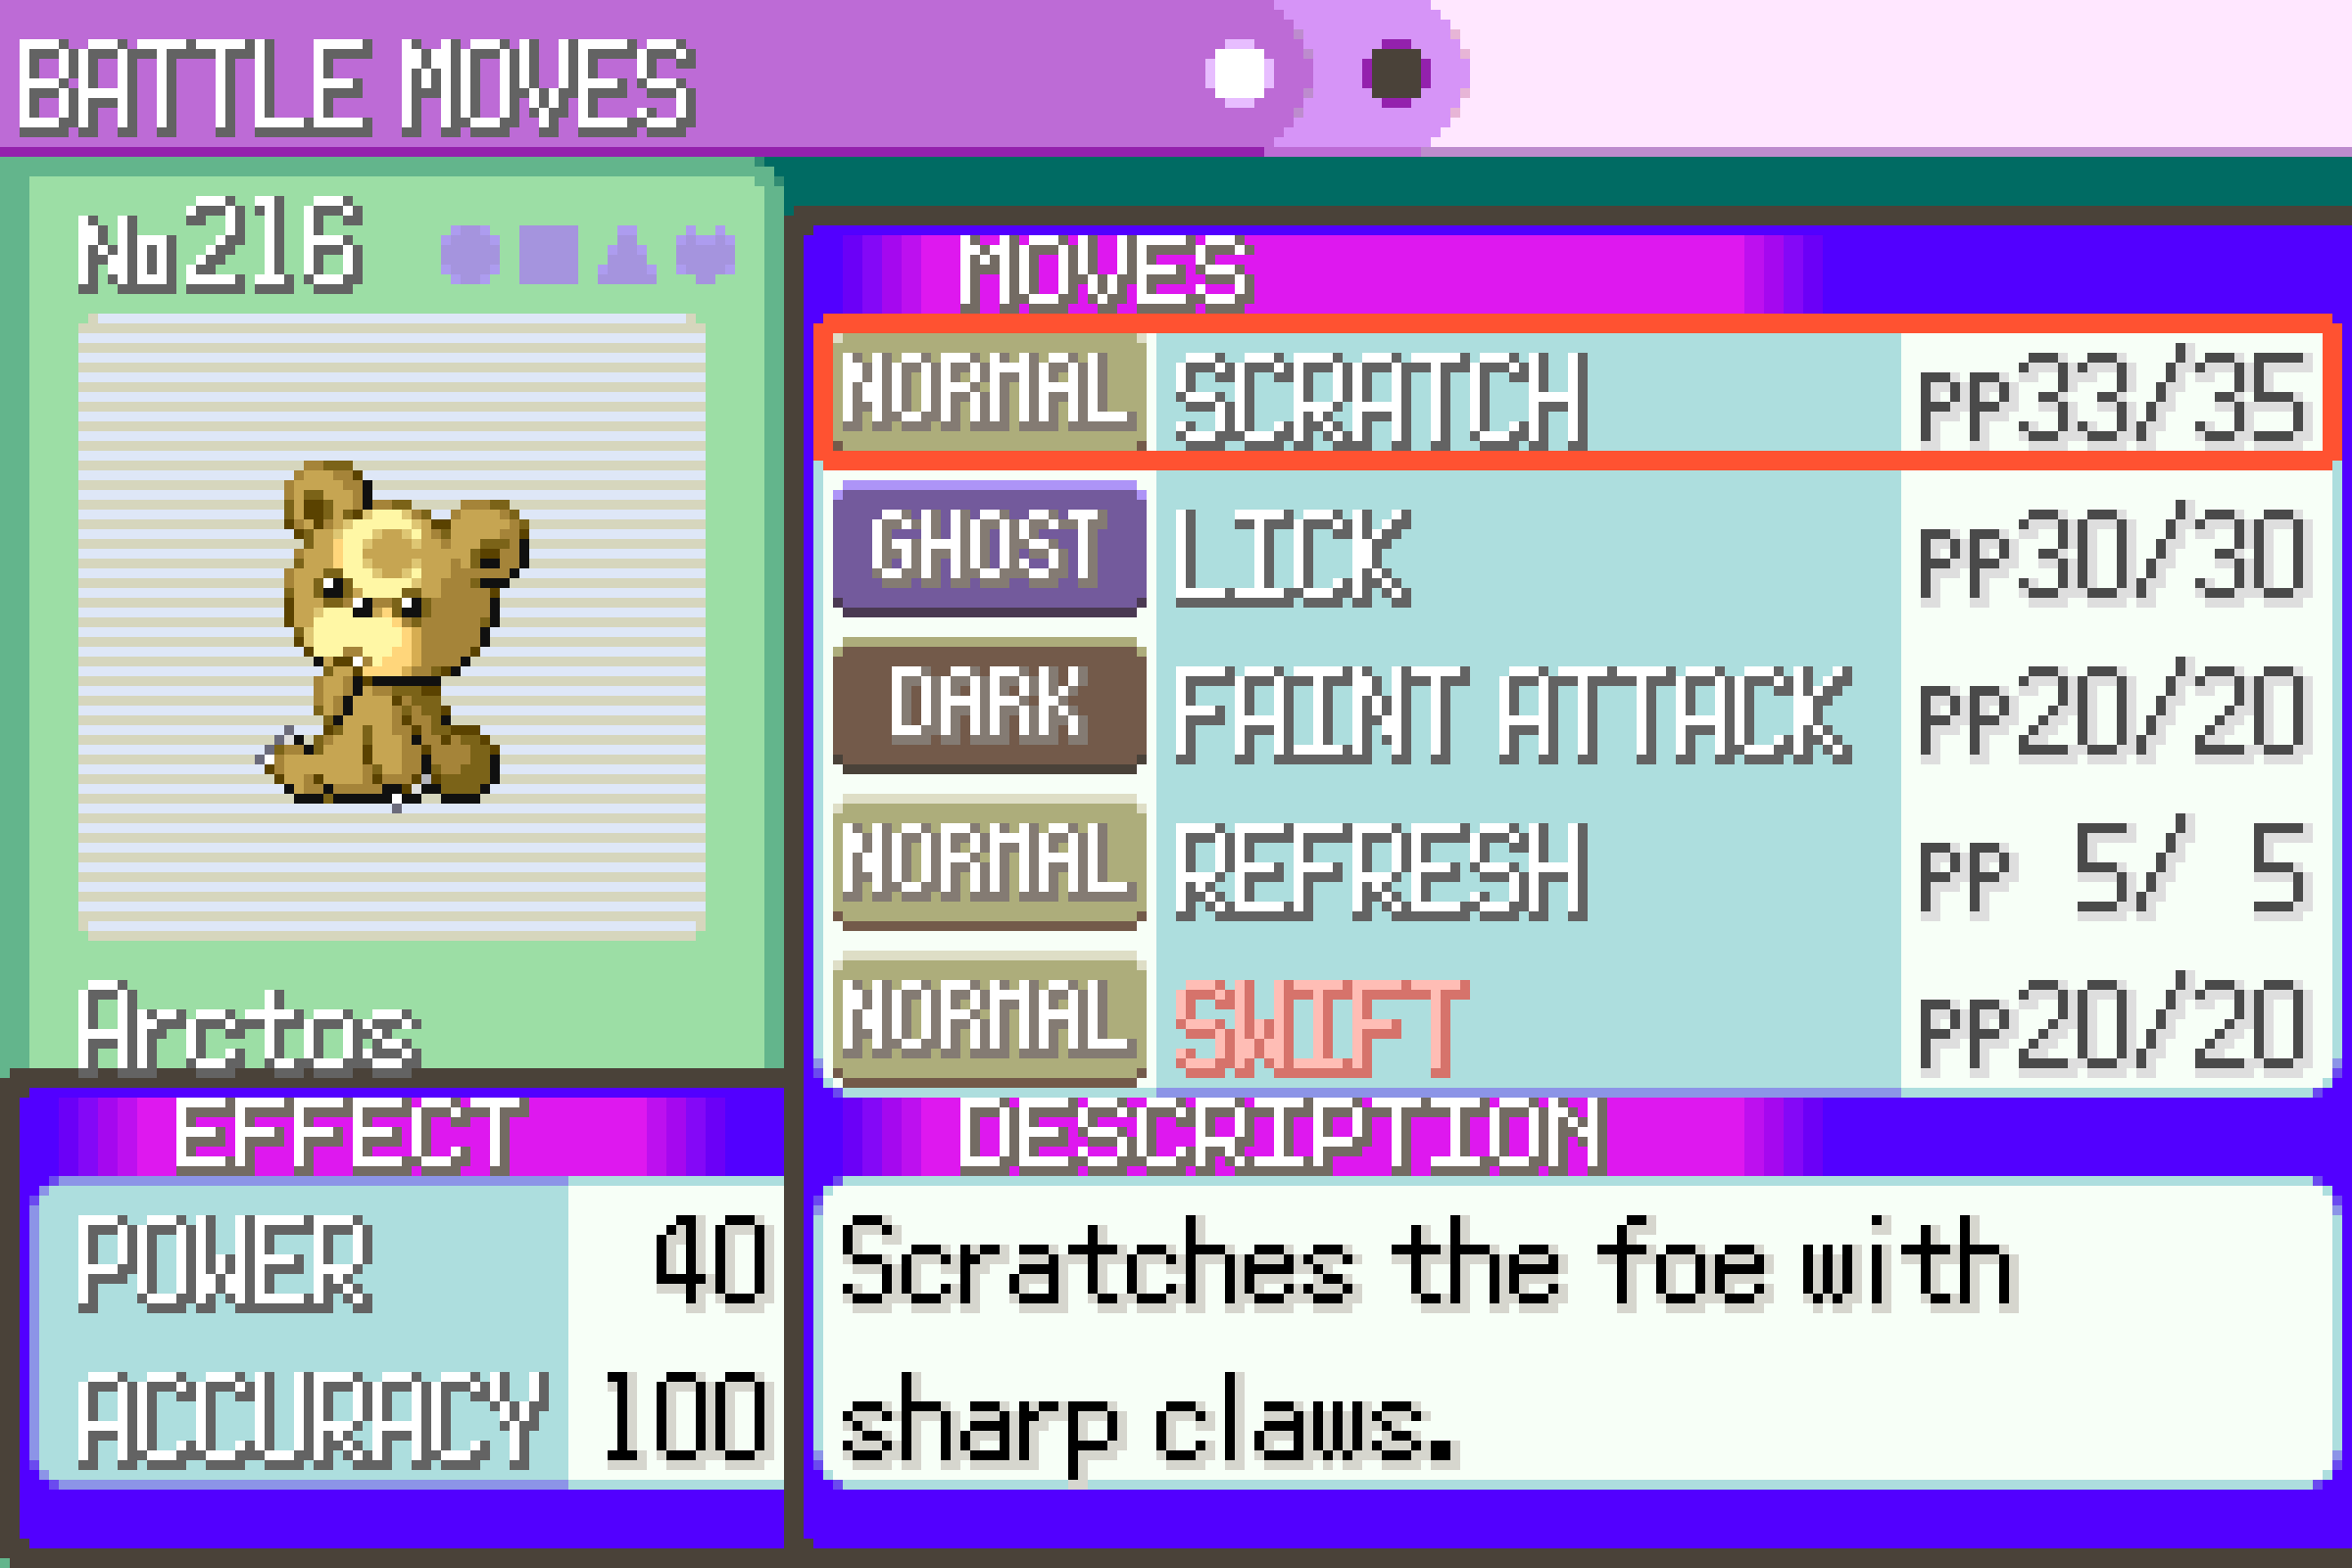 BATTLE MOVES
No216
Arctos
MOVES
NORMAL SCRATCH PP33/35
GHOST LICK PP30/30
DARK FAINT ATTACK PP20/20
NORMAL REFRESH PP 5/ 5
NORMAL SWIFT PP20/20
EFFECT
POWER 40
ACCURACY 100
DESCRIPTION
Scratches the foe with
sharp claws.